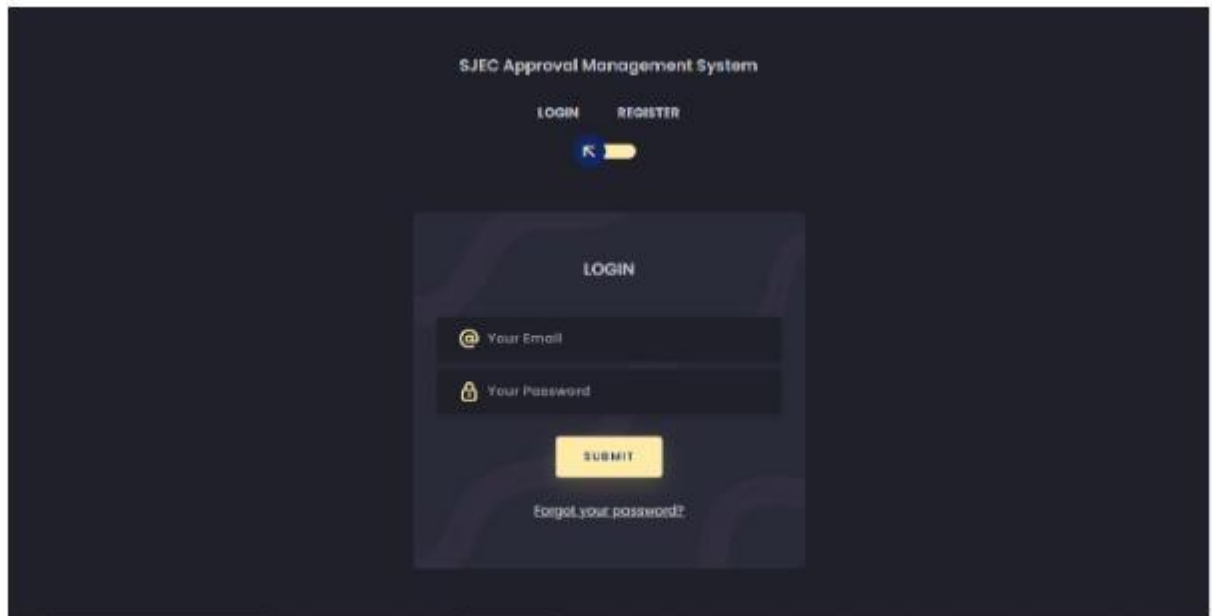 SJEC Approval Management System
LOGIN REGISTER
LOGIN
Your Email
Your Password
SUBMIT
Forgot your password?